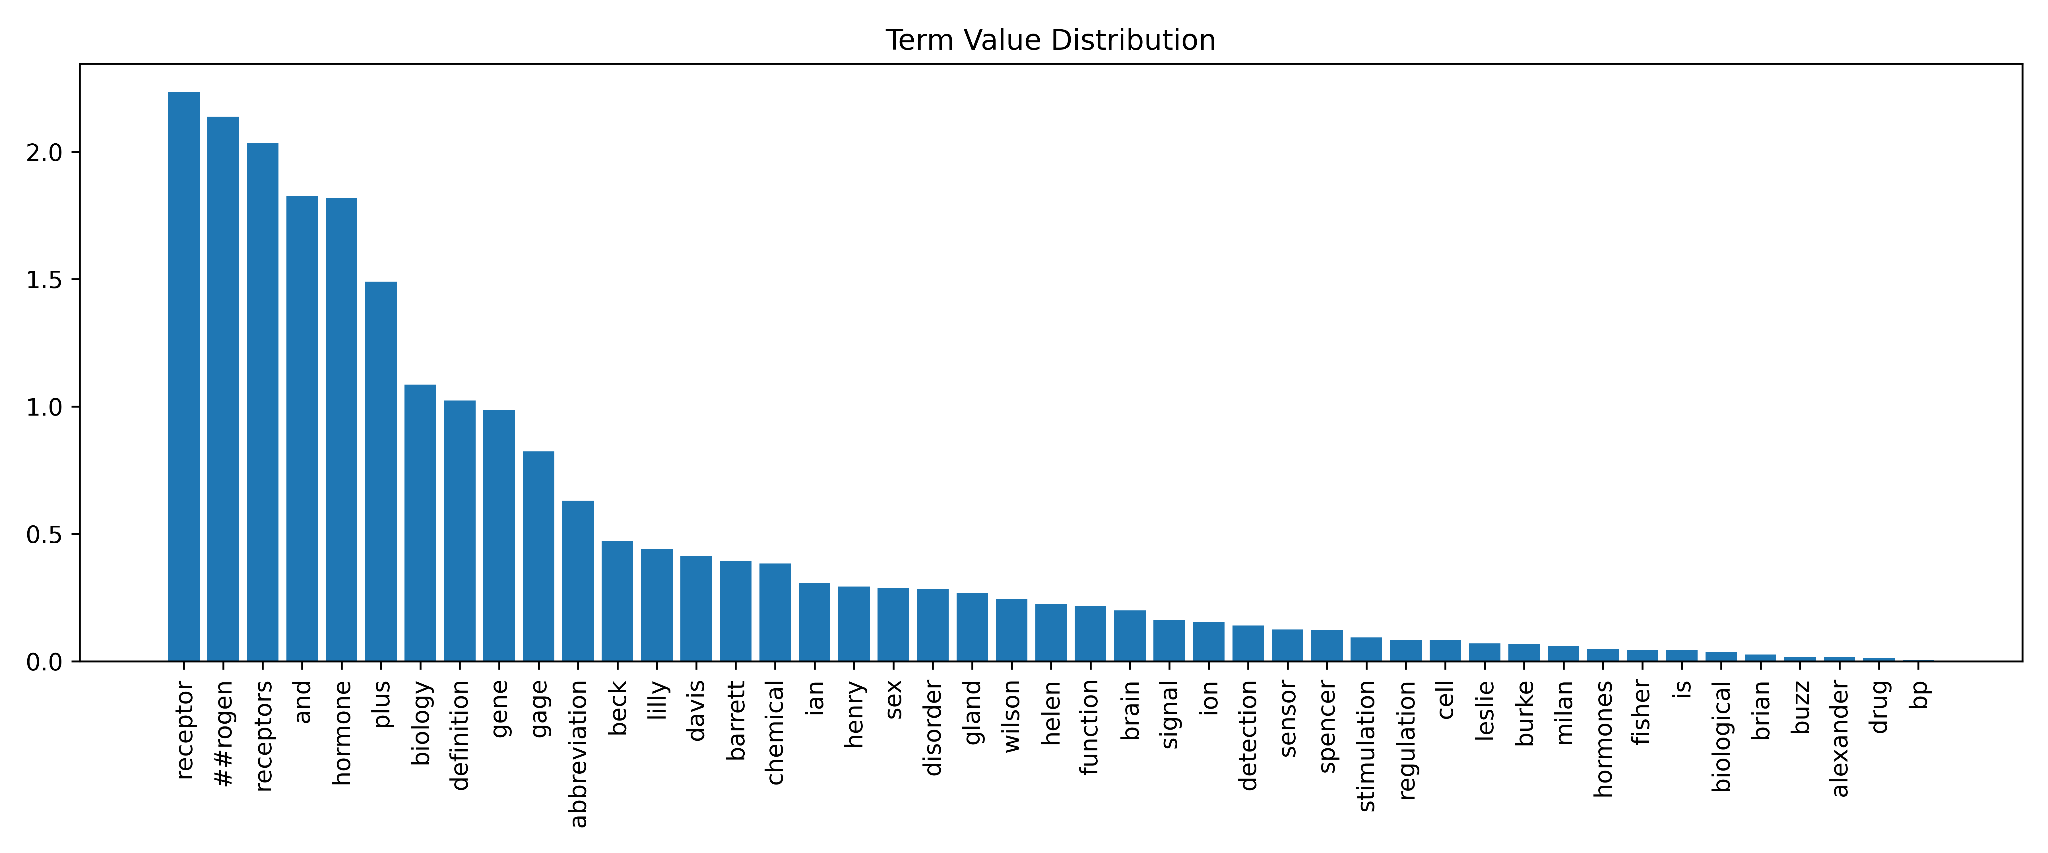 Term Value Distribution
2.0
1.5
1.0
0.5
0.0
receptor
##rogen
receptors
and
hormone
plus
biology
definition
gene
gage
abbreviation
beck
lilly
davis
barrett
chemical
ian
henry
sex
disorder
gland
wilson
helen
function
brain
signal
ion
detection
sensor
spencer
stimulation
regulation
cell
leslie
burke
milan
hormones
fisher
is
biological
brian
buzz
alexander
drug
bp